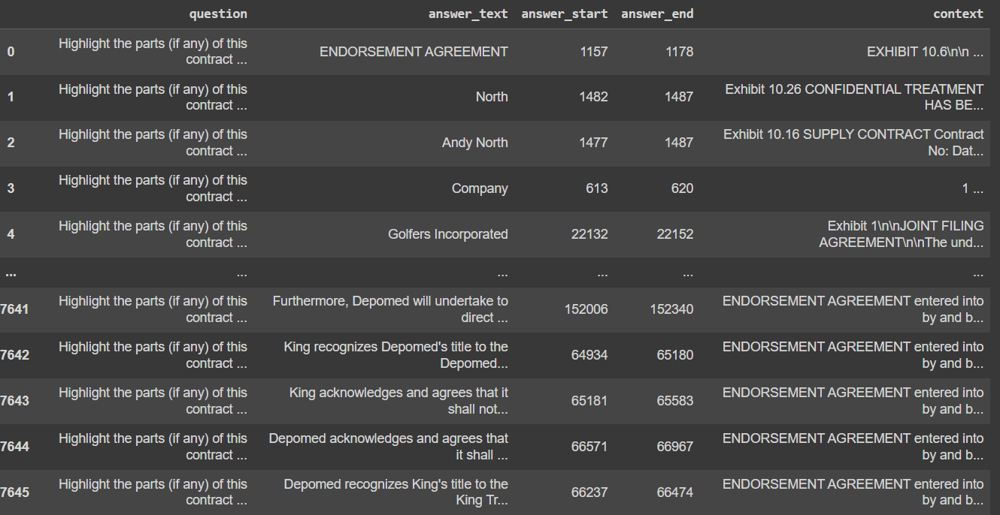 question answer_text answer_start answer_end context
0 Highlight the parts (if any) of this contract ... ENDORSEMENT AGREEMENT 1157 1178 EXHIBIT 10.6\n\n ...
1 Highlight the parts (if any) of this contract ... North 1482 1487 Exhibit 10.26 CONFIDENTIAL TREATMENT HAS BE...
2 Highlight the parts (if any) of this contract ... Andy North 1477 1487 Exhibit 10.16 SUPPLY CONTRACT Contract No: Dat...
3 Highlight the parts (if any) of this contract ... Company 613 620 1 ...
4 Highlight the parts (if any) of this contract ... Golfers Incorporated 22132 22152 Exhibit 1\n\nJOINT FILING AGREEMENT\n\nThe und...
... ... ... ... ... ...
7641 Highlight the parts (if any) of this contract ... Furthermore, Depomed will undertake to direct ... 152006 152340 ENDORSEMENT AGREEMENT entered into by and b...
7642 Highlight the parts (if any) of this contract ... King recognizes Depomed's title to the Depomed... 64934 65180 ENDORSEMENT AGREEMENT entered into by and b...
7643 Highlight the parts (if any) of this contract ... King acknowledges and agrees that it shall not... 65181 65583 ENDORSEMENT AGREEMENT entered into by and b...
7644 Highlight the parts (if any) of this contract ... Depomed acknowledges and agrees that it shall ... 66571 66967 ENDORSEMENT AGREEMENT entered into by and b...
7645 Highlight the parts (if any) of this contract ... Depomed recognizes King's title to the King Tr... 66237 66474 ENDORSEMENT AGREEMENT entered into by and b...